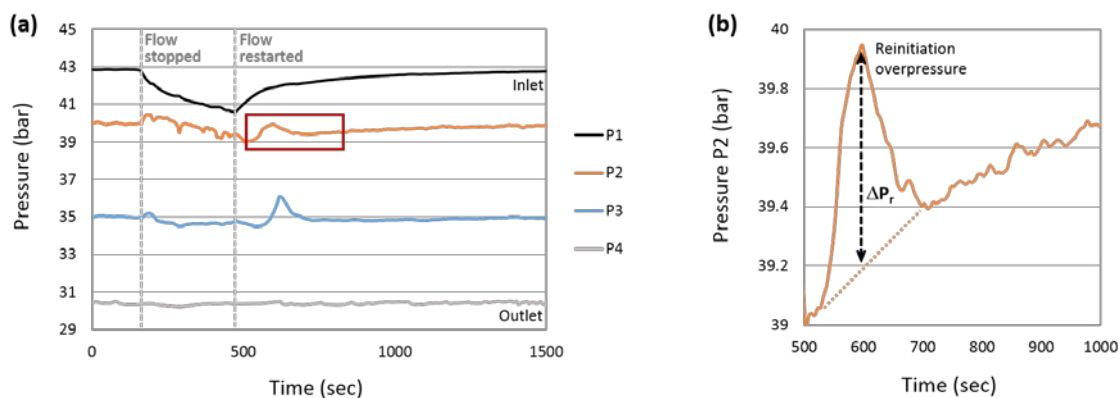 (a)
Pressure (bar)
45
43
41
39
37
35
33
31
29
Flow
stopped
Flow
restarted
Inlet
Outlet
0
500
1000
1500
Time (sec)
P1
P2
P3
P4
(b)
Pressure P2 (bar)
40
39.8
39.6
39.4
39.2
39
Reinitiation
overpressure
ΔPr
500
600
700
800
900
1000
Time (sec)